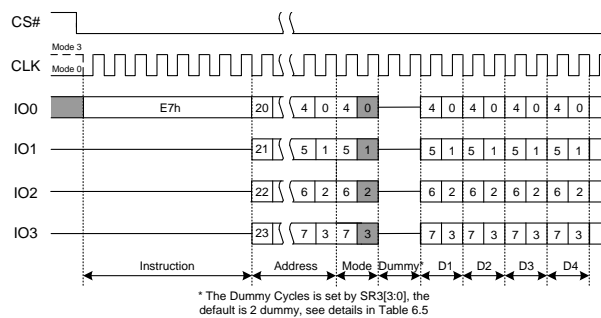 CS#
Mode 3
CLK
Mode 0
IO0 E7h 20 4 0 4 0 4 0 4 0 4 0 4 0
IO1 21 5 1 5 1 5 1 5 1 5 1 5 1
IO2 22 6 2 6 2 6 2 6 2 6 2 6 2
IO3 23 7 3 7 3 7 3 7 3 7 3 7 3
Instruction Address Mode Dummy* D1 D2 D3 D4
* The Dummy Cycles is set by SR3[3:0], the
default is 2 dummy, see details in Table 6.5